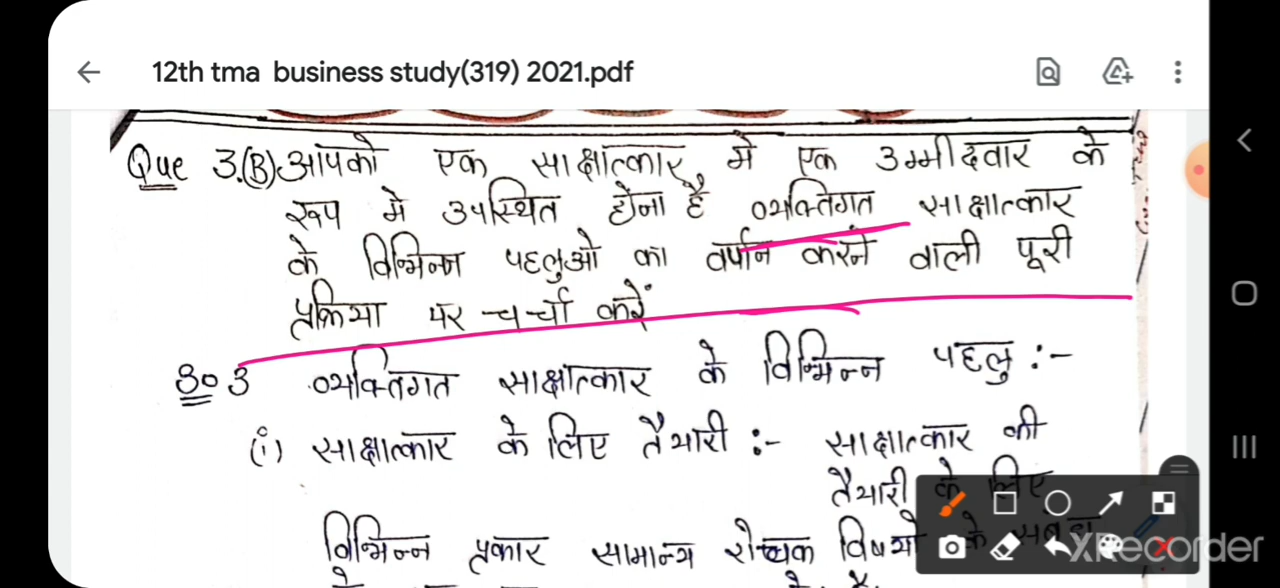 12th tma business study(319) 2021.pdf
Que 3.(B).आपको एक साक्षात्कार मे एक उम्मीदवार के
रूप मे उपस्थित होना है व्यक्तिगत साक्षात्कार
के विभिन्न पहलुओ का वर्णन करने वाली पूरी
प्रक्रिया पर चर्चा करें
उ० 3 व्यक्तिगत साक्षात्कार के विभिन्न पहलु :-
(i) साक्षात्कार के लिए तैयारी :- साक्षात्कार की
तैयारी के लिए
विभिन्न प्रकार सामान्य रोचक विषयो के
XRecorder